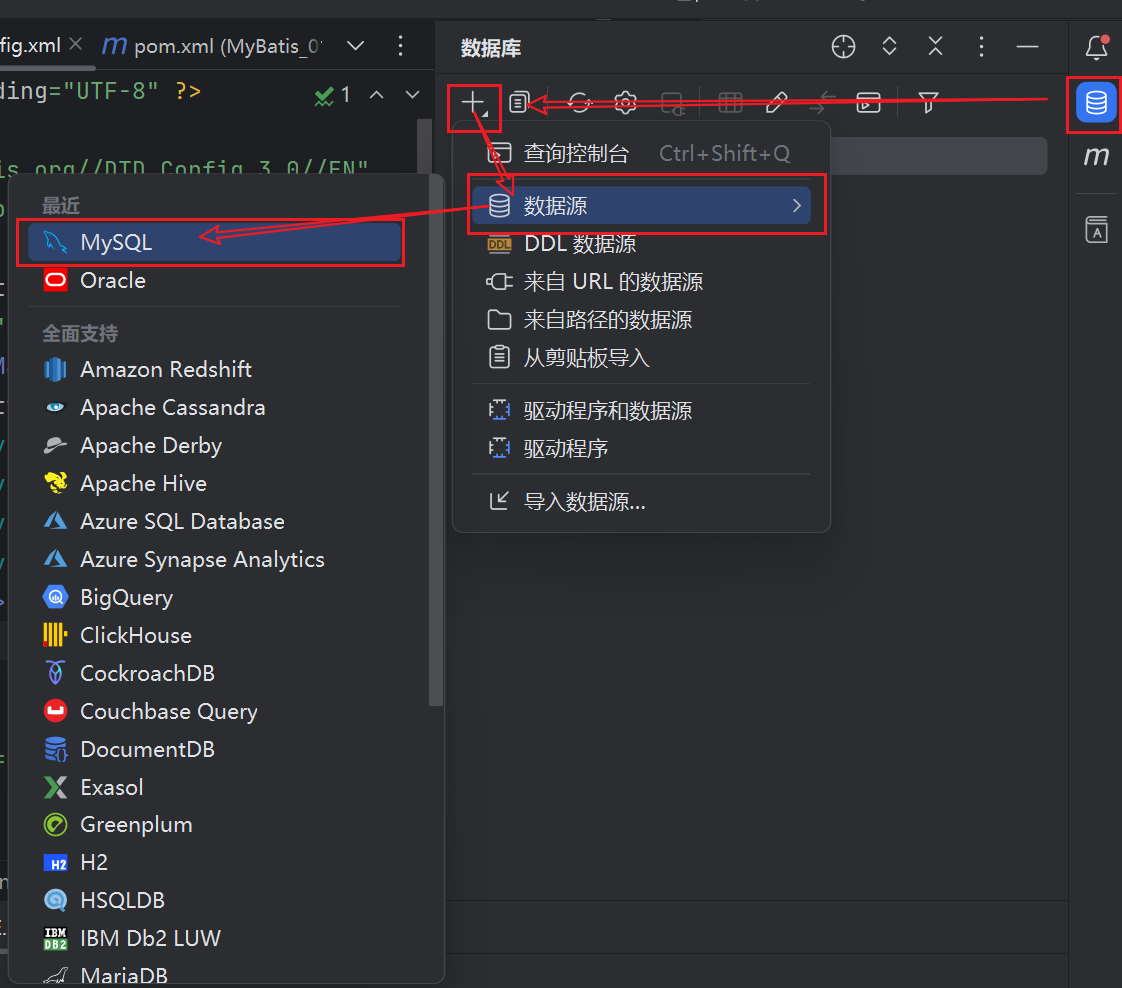 fig.xml
pom.xml (MyBatis_0
数据库
ding="UTF-8" ?>
1
is.org//DTD Config 3.0//EN"
查询控制台 Ctrl+Shift+Q
数据源
DDL 数据源
来自 URL 的数据源
来自路径的数据源
从剪贴板导入
驱动程序和数据源
驱动程序
导入数据源...
最近
MySQL
Oracle
全面支持
Amazon Redshift
Apache Cassandra
Apache Derby
Apache Hive
Azure SQL Database
Azure Synapse Analytics
BigQuery
ClickHouse
CockroachDB
Couchbase Query
DocumentDB
Exasol
Greenplum
H2
HSQLDB
IBM Db2 LUW
MariaDB